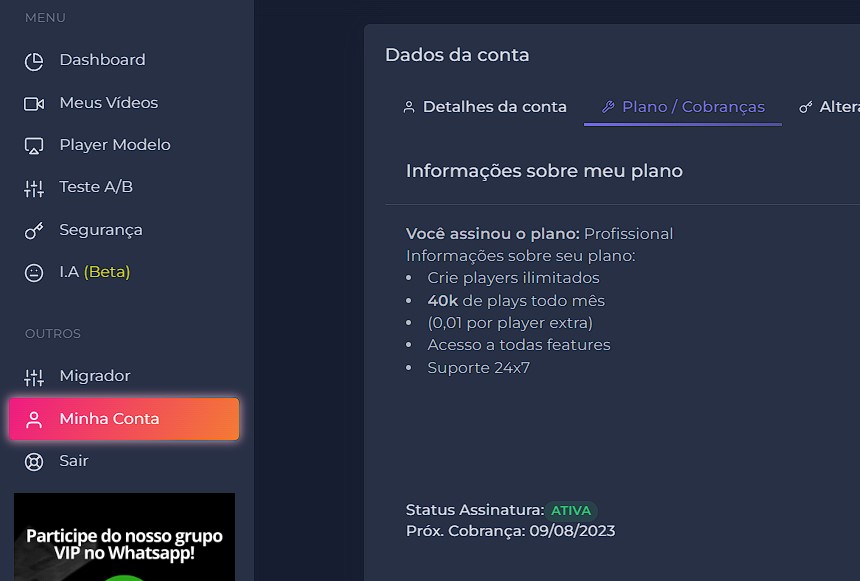 MENU
Dashboard
Meus Vídeos
Player Modelo
Teste A/B
Segurança
I.A (Beta)
OUTROS
Migrador
Minha Conta
Sair
Participe do nosso grupo
VIP no Whatsapp!
Dados da conta
Detalhes da conta Plano / Cobranças Altera
Informações sobre meu plano
Você assinou o plano: Profissional
Informações sobre seu plano:
• Crie players ilimitados
• 40k de plays todo mês
• (0,01 por player extra)
• Acesso a todas features
• Suporte 24x7
Status Assinatura: ATIVA
Próx. Cobrança: 09/08/2023